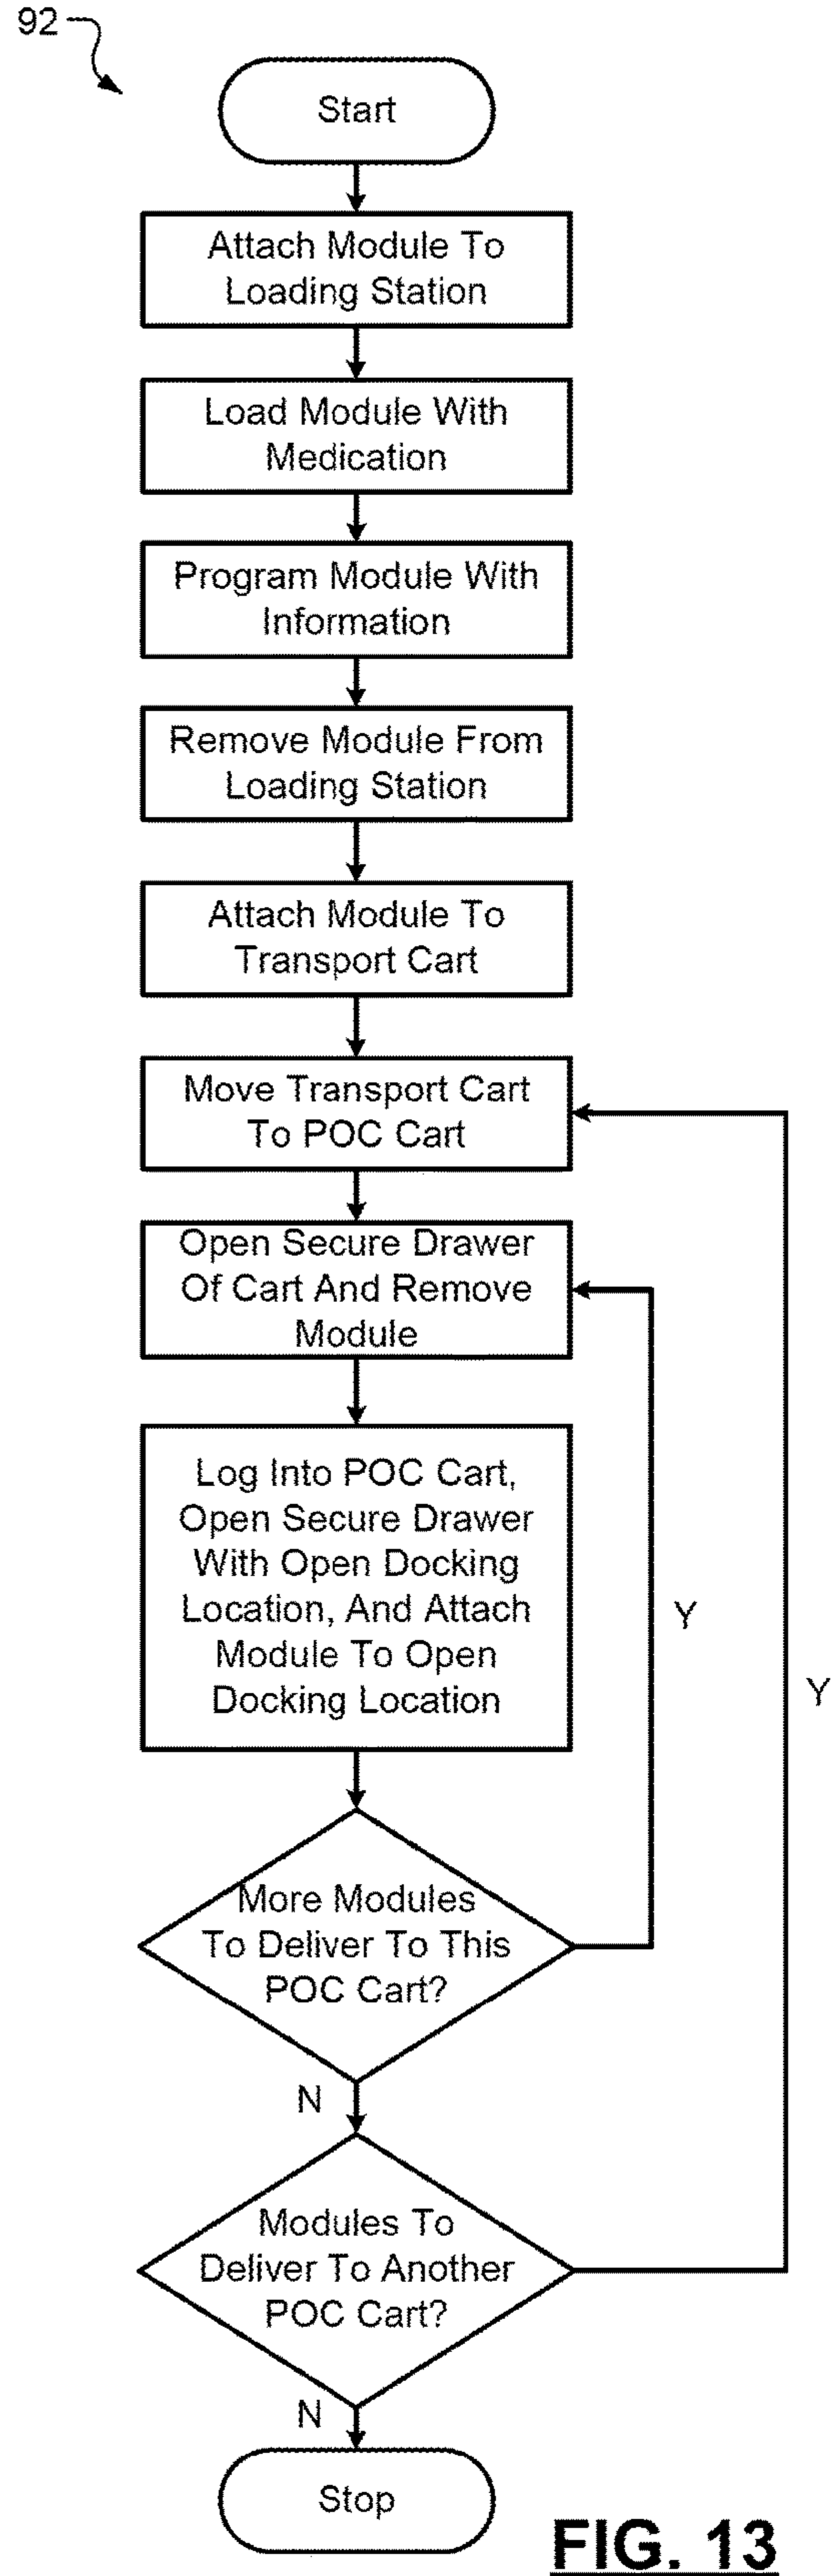 92
Start
Attach Module To
Loading Station
Load Module With
Medication
Program Module With
Information
Remove Module From
Loading Station
Attach Module To
Transport Cart
Move Transport Cart
To POC Cart
Open Secure Drawer
Of Cart And Remove
Module
Log Into POC Cart,
Open Secure Drawer
With Open Docking
Location, And Attach
Module To Open
Docking Location
Y
Y
More Modules
To Deliver To This
POC Cart?
N
Modules To
Deliver To Another
POC Cart?
N
Stop
FIG. 13